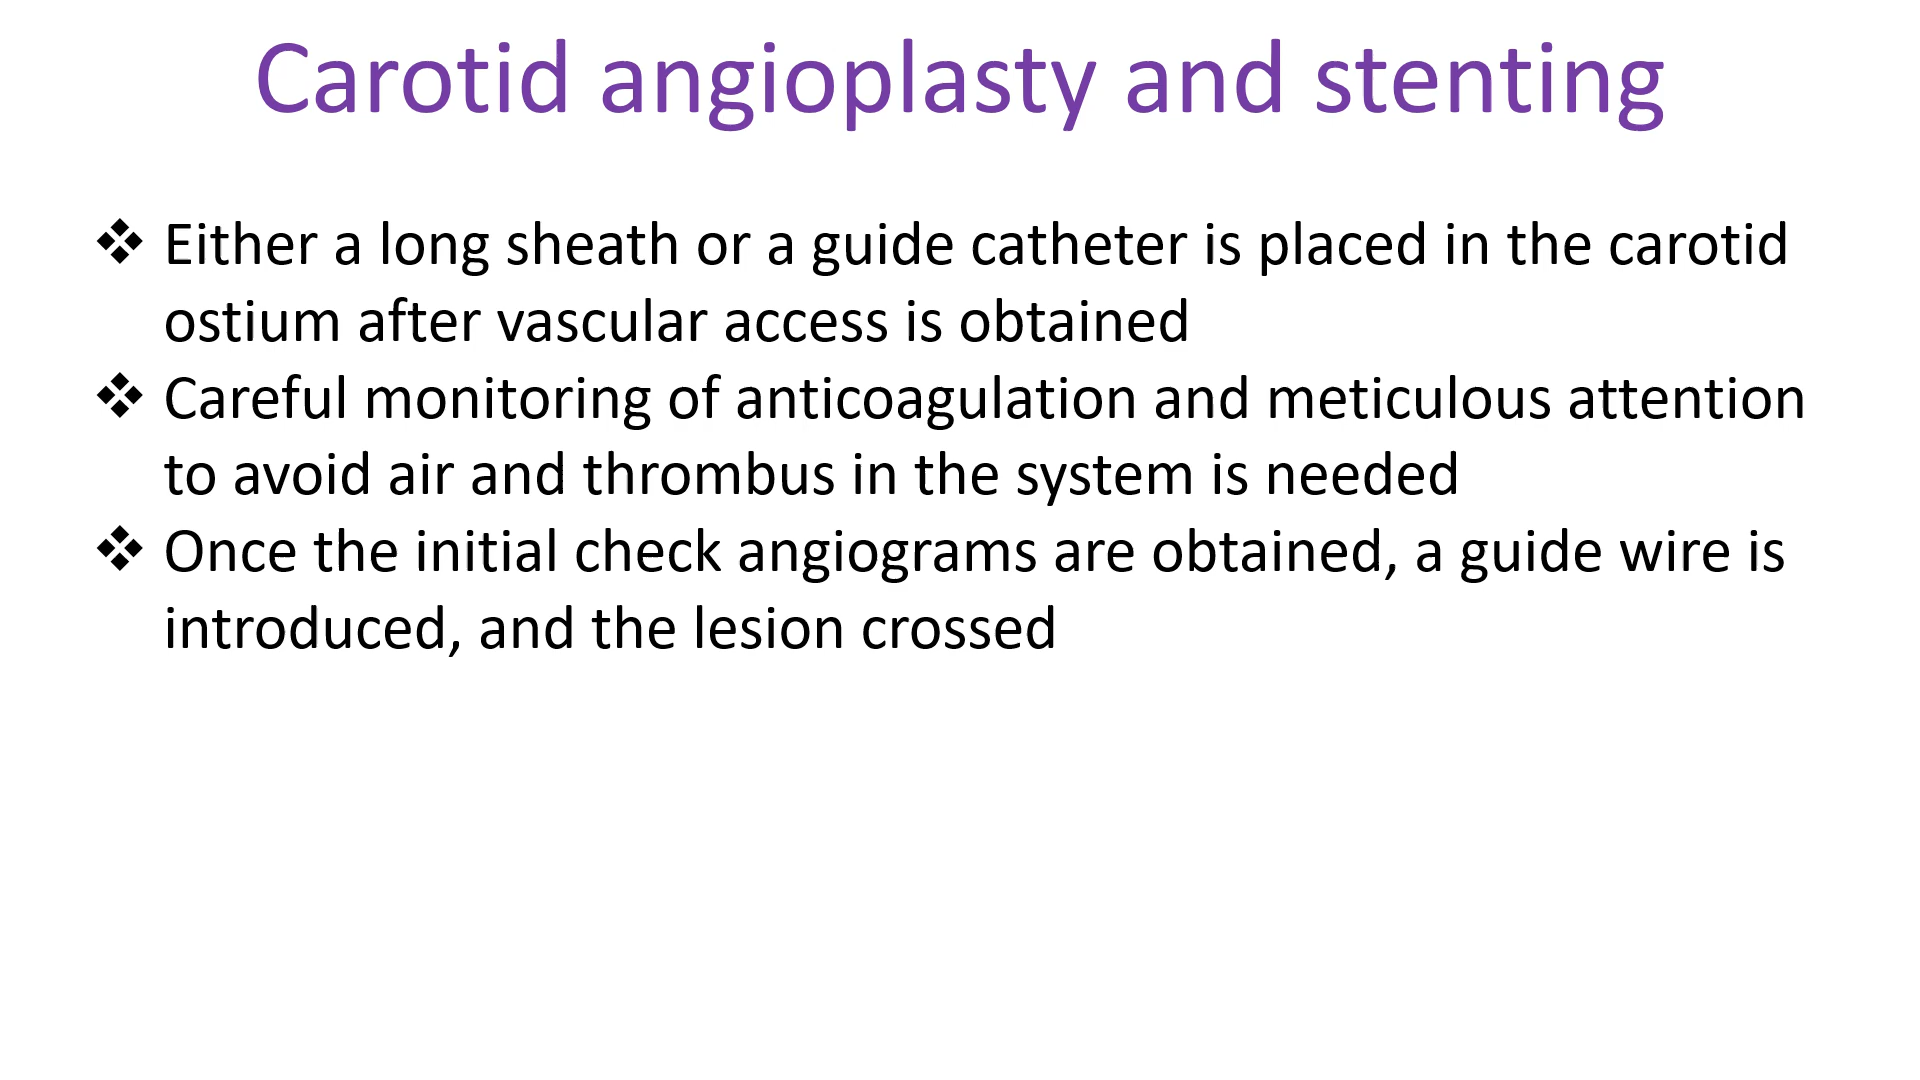 Carotid angioplasty and stenting
❖ Either a long sheath or a guide catheter is placed in the carotid
ostium after vascular access is obtained
❖ Careful monitoring of anticoagulation and meticulous attention
to avoid air and thrombus in the system is needed
❖ Once the initial check angiograms are obtained, a guide wire is
introduced, and the lesion crossed